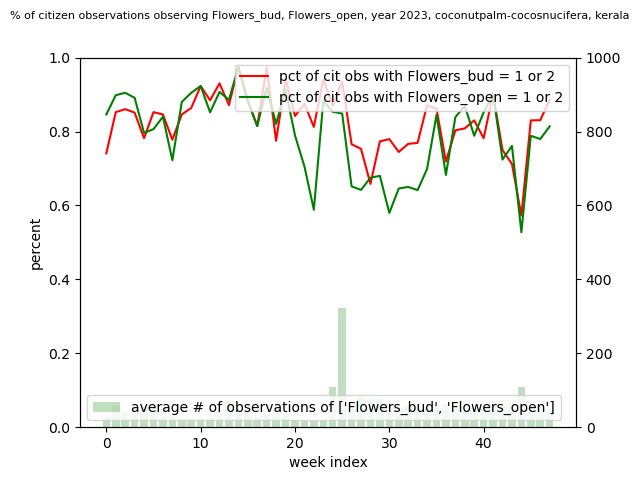 % of citizen observations observing Flowers_bud, Flowers_open, year 2023, coconutpalm-cocosnucifera, kerala
pct of cit obs with Flowers_bud = 1 or 2
pct of cit obs with Flowers_open = 1 or 2
average # of observations of ['Flowers_bud', 'Flowers_open']
percent
1.0
0.8
0.6
0.4
0.2
0.0
1000
800
600
400
200
0
0 10 20 30 40
week index